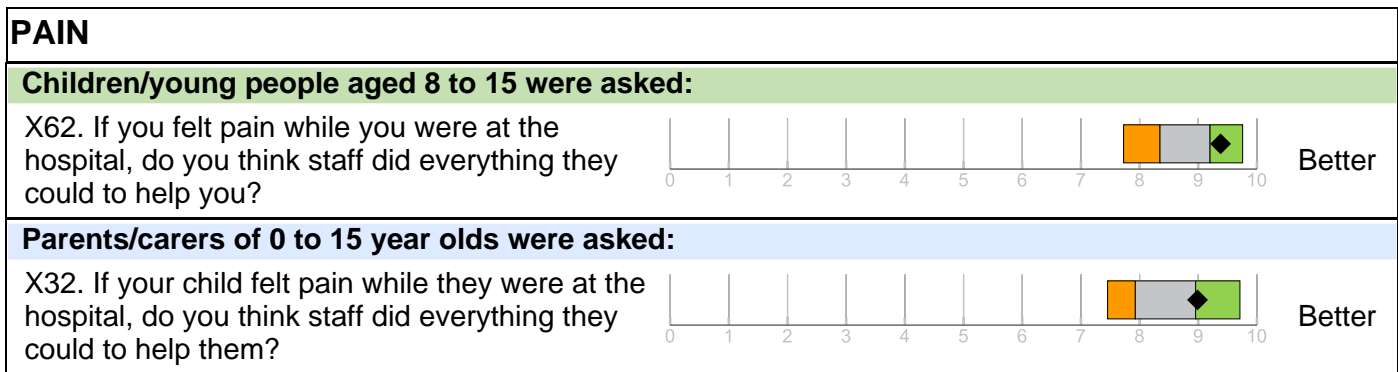 PAIN
Children/young people aged 8 to 15 were asked:
X62. If you felt pain while you were at the
hospital, do you think staff did everything they
could to help you?
0 1 2 3 4 5 6 7 8 9 10
Better
Parents/carers of 0 to 15 year olds were asked:
X32. If your child felt pain while they were at the
hospital, do you think staff did everything they
could to help them?
0 1 2 3 4 5 6 7 8 9 10
Better